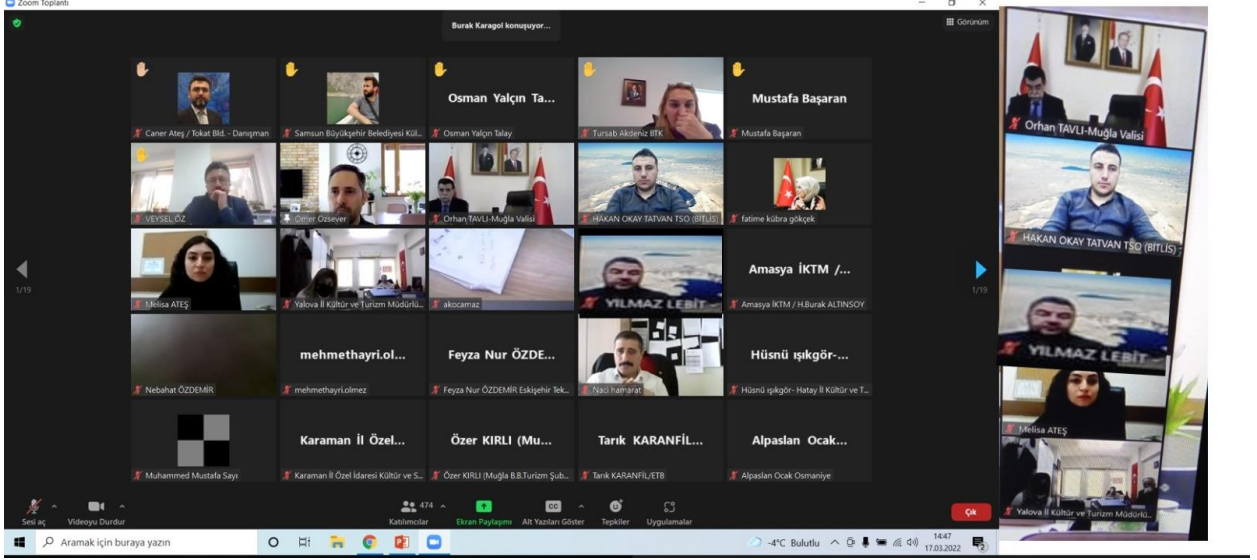 Zoom Toplantı
Burak Karagol konuşuyor...
Görünüm
Caner Ateş / Tokat Bld. - Danışman
Samsun Büyükşehir Belediyesi Kül...
Osman Yalçın Ta...
Osman Yalçın Talay
Tursab Akdeniz BTK
Mustafa Başaran
Mustafa Başaran
VEYSEL ÖZ
Omer Ozsever
Orhan TAVLI-Muğla Valisi
HAKAN OKAY TATVAN TSO (BİTLİS)
fatime kübra gökçek
1/19
Melisa ATEŞ
Yalova İl Kültür ve Turizm Müdürlü...
akocamaz
YILMAZ LEBİT -
Amasya İKTM /...
Amasya İKTM / H.Burak ALTINSOY
1/19
Nebahat ÖZDEMİR
mehmethayri.ol...
mehmethayri.olmez
Feyza Nur ÖZDE...
Feyza Nur ÖZDEMİR Eskişehir Tek...
Naci hamarat
Hüsnü ışıkgör-...
Hüsnü ışıkgör- Hatay İl Kültür ve T...
Muhammed Mustafa Sayı
Karaman İl Özel...
Karaman İl Özel İdaresi Kültür ve S...
Özer KIRLI (Mu...
Özer KIRLI (Muğla B.B.Turizm Şub...
Tarık KARANFİL...
Tarık KARANFİL/ETB
Alpaslan Ocak...
Alpaslan Ocak Osmaniye
Sesi aç
Videoyu Durdur
474
Katılımcılar
Ekran Paylaşımı
CC
Alt Yazıları Göster
Tepkiler
Uygulamalar
Çık
Aramak için buraya yazın
-4°C Bulutlu
14:47
17.03.2022
2
Orhan TAVLI-Muğla Valisi
HAKAN OKAY TATVAN TSO (BİTLİS)
YILMAZ LEBİT -
Melisa ATEŞ
Yalova İl Kültür ve Turizm Müdürlü...